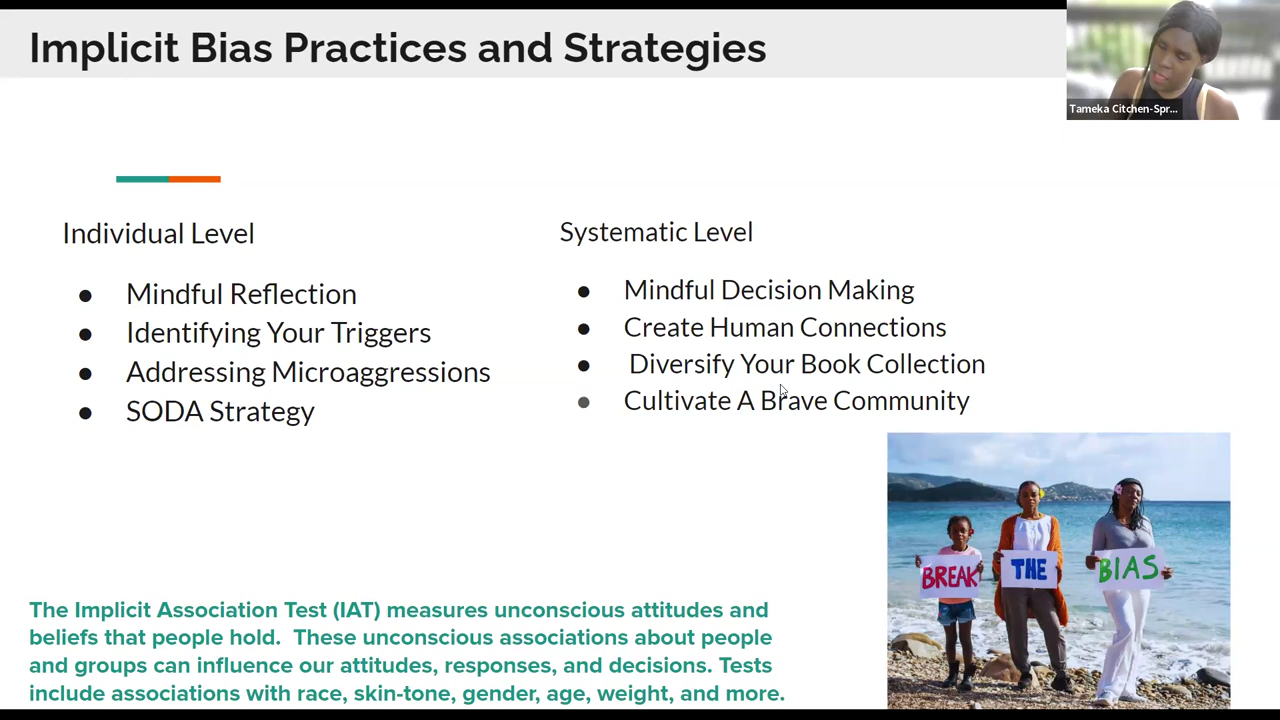 Implicit Bias Practices and Strategies
Tameka Citchen-Spr...
Individual Level
● Mindful Reflection
● Identifying Your Triggers
● Addressing Microaggressions
● SODA Strategy
Systematic Level
● Mindful Decision Making
● Create Human Connections
● Diversify Your Book Collection
● Cultivate A Brave Community
BREAK THE BIAS
The Implicit Association Test (IAT) measures unconscious attitudes and
beliefs that people hold.  These unconscious associations about people
and groups can influence our attitudes, responses, and decisions. Tests
include associations with race, skin-tone, gender, age, weight, and more.